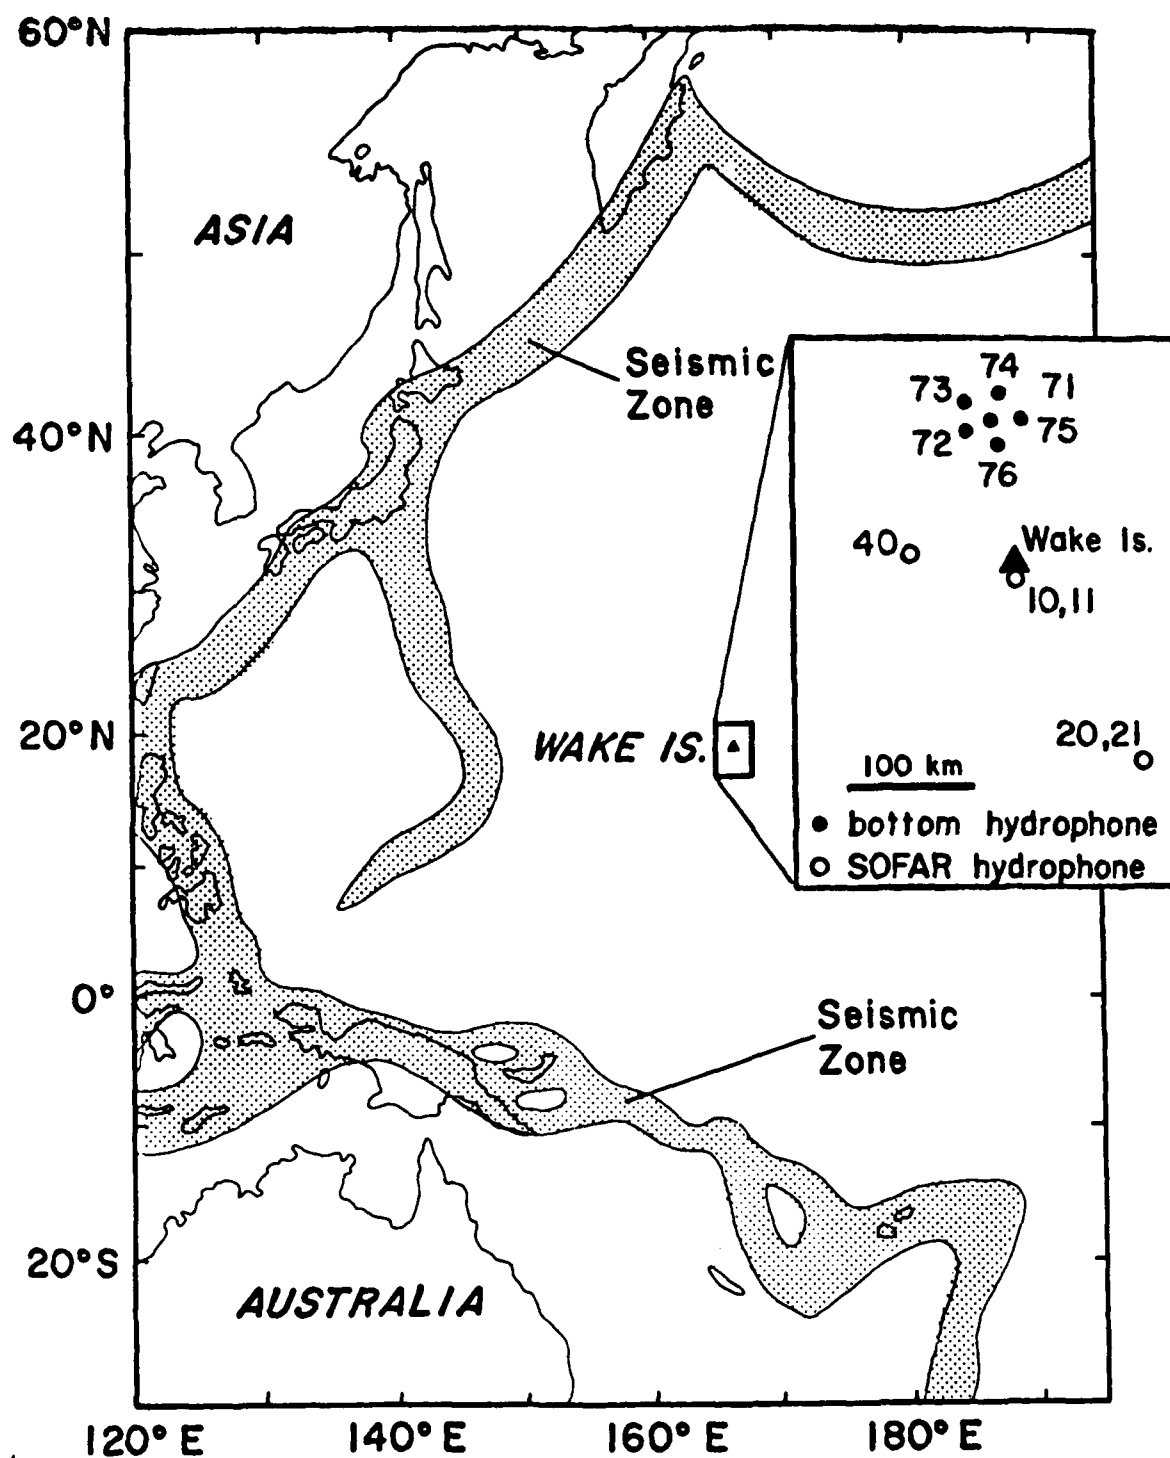 60°N
ASIA
Seismic
Zone
74
73
71
72
75
76
40°N
40
Wake Is.
10,11
20°N
WAKE IS.
20,21
100 km
bottom hydrophone
SOFAR hydrophone
0°
Seismic
Zone
20°S
AUSTRALIA
120°E
140°E
160°E
180°E